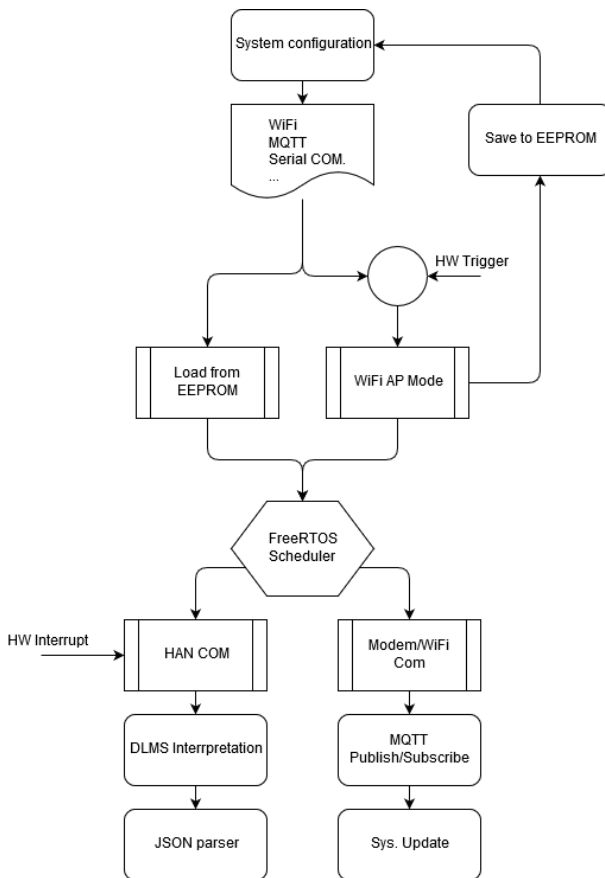 System configuration
WiFi
MQTT
Serial COM.
...
Save to EEPROM
HW Trigger
Load from
EEPROM
WiFi AP Mode
FreeRTOS
Scheduler
HW Interrupt
HAN COM
Modem/WiFi
Com
DLMS Interrpretation
MQTT
Publish/Subscribe
JSON parser
Sys. Update